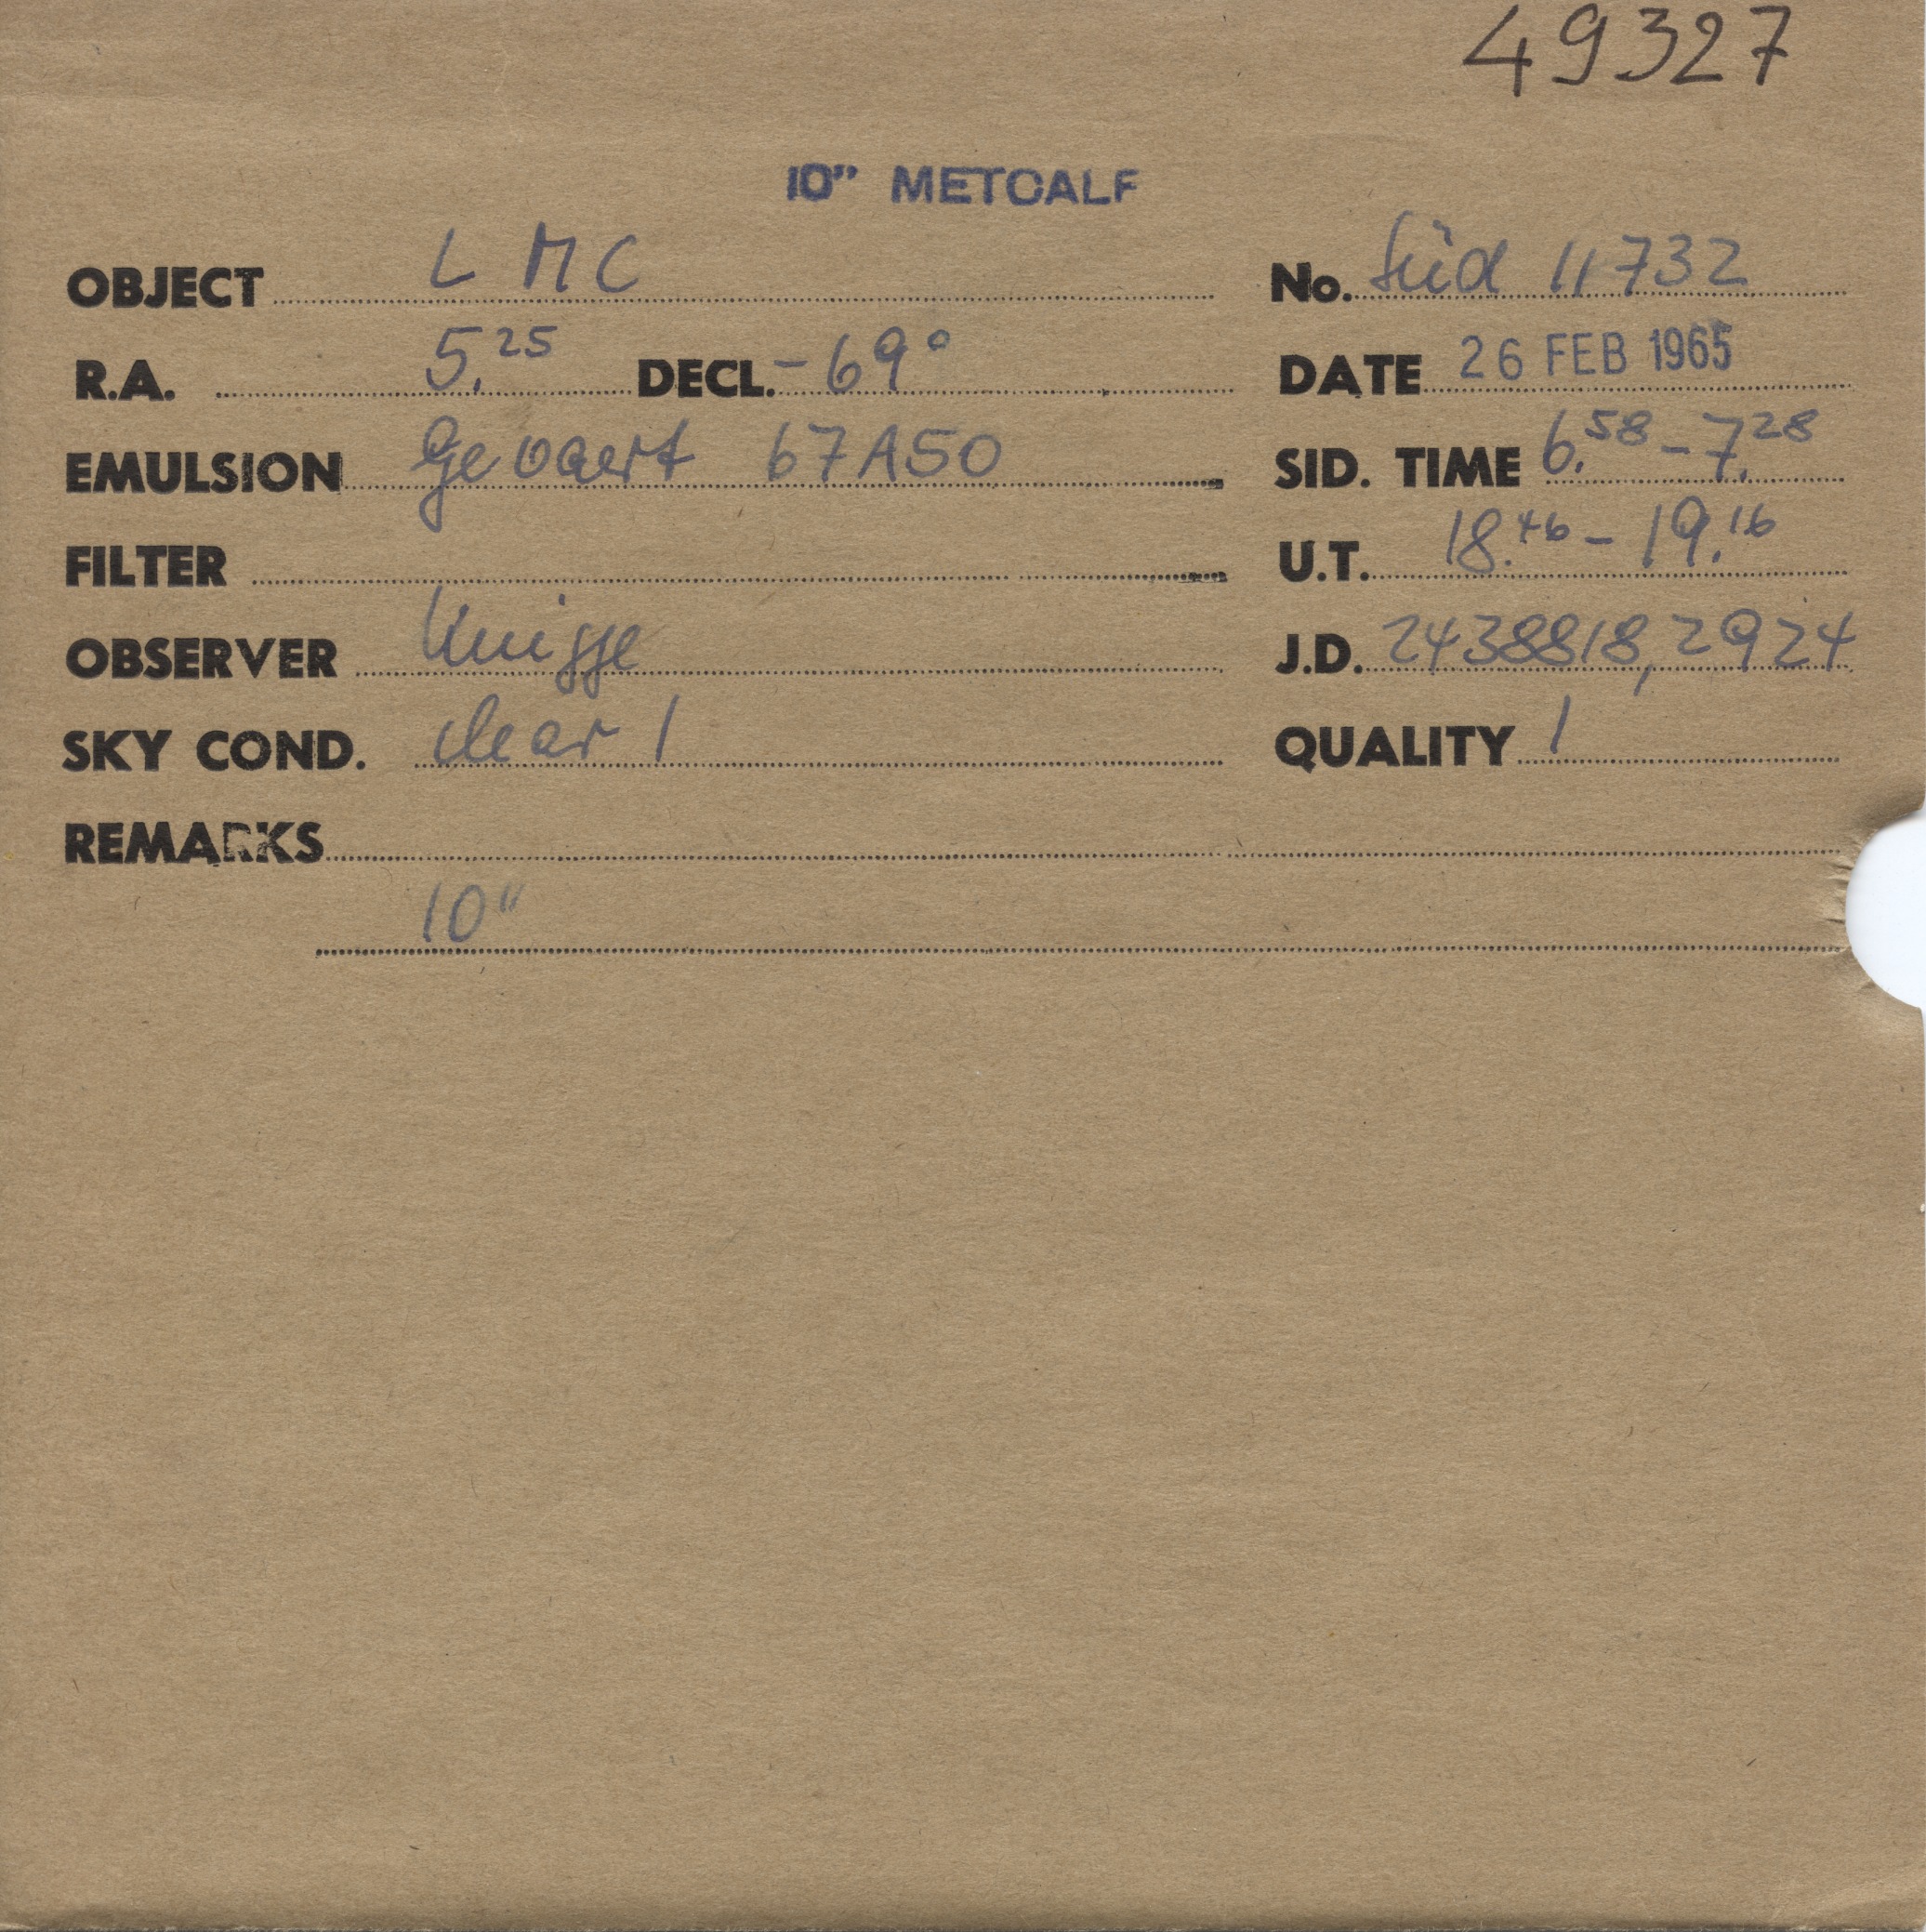 49327
10" METCALF
OBJECT L M C No. Süd 11732
R.A. 5.25 DECL. -69° DATE 26 FEB 1965
EMULSION Gevaert 67A50 SID. TIME 6.58 - 7.28
FILTER U.T. 18.46 - 19.16
OBSERVER Knigge J.D. 2438818,2924
SKY COND. clear 1 QUALITY 1
REMARKS
10"